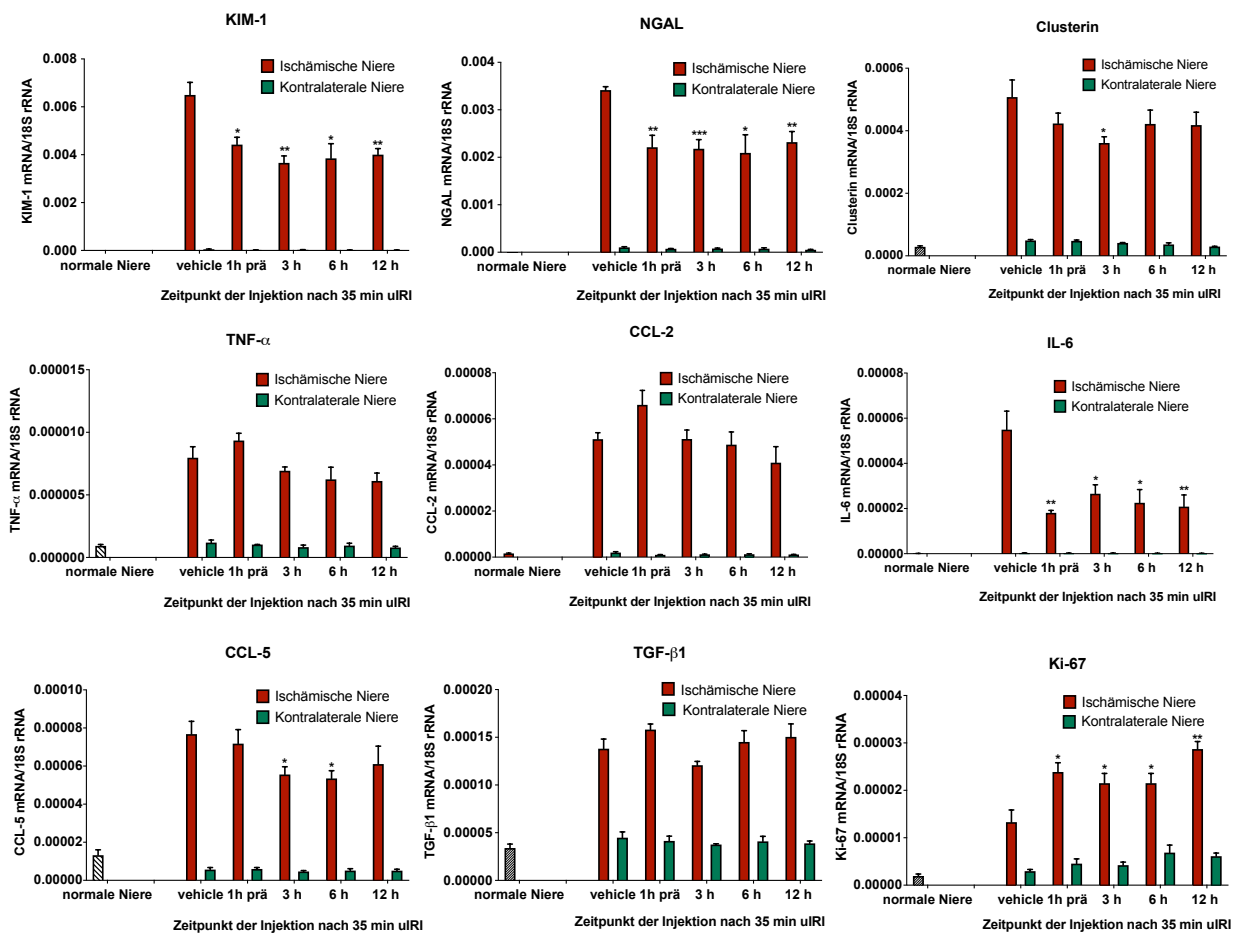 KIM-1
KIM-1 mRNA/18S rRNA
0.008
0.006
0.004
0.002
0.000
Ischämische Niere
Kontralaterale Niere
* ** * **
normale Niere vehicle 1h prä 3 h 6 h 12 h
Zeitpunkt der Injektion nach 35 min uIRI
NGAL
NGAL mRNA/18S rRNA
0.004
0.003
0.002
0.001
0.000
Ischämische Niere
Kontralaterale Niere
** *** * **
normale Niere vehicle 1h prä 3 h 6 h 12 h
Zeitpunkt der Injektion nach 35 min uIRI
Clusterin
Clusterin mRNA/18S rRNA
0.0006
0.0004
0.0002
0.0000
Ischämische Niere
Kontralaterale Niere
*
normale Niere vehicle 1h prä 3 h 6 h 12 h
Zeitpunkt der Injektion nach 35 min uIRI
TNF-α
TNF-α mRNA/18S rRNA
0.000015
0.000010
0.000005
0.000000
Ischämische Niere
Kontralaterale Niere
normale Niere vehicle 1h prä 3 h 6 h 12 h
Zeitpunkt der Injektion nach 35 min uIRI
CCL-2
CCL-2 mRNA/18S rRNA
0.00008
0.00006
0.00004
0.00002
0.00000
Ischämische Niere
Kontralaterale Niere
normale Niere vehicle 1h prä 3 h 6 h 12 h
Zeitpunkt der Injektion nach 35 min uIRI
IL-6
IL-6 mRNA/18S rRNA
0.00008
0.00006
0.00004
0.00002
0.00000
Ischämische Niere
Kontralaterale Niere
** * * **
normale Niere vehicle 1h prä 3 h 6 h 12 h
Zeitpunkt der Injektion nach 35 min uIRI
CCL-5
CCL-5 mRNA/18S rRNA
0.00010
0.00008
0.00006
0.00004
0.00002
0.00000
Ischämische Niere
Kontralaterale Niere
* *
normale Niere vehicle 1h prä 3 h 6 h 12 h
Zeitpunkt der Injektion nach 35 min uIRI
TGF-β1
TGF-β1 mRNA/18S rRNA
0.00020
0.00015
0.00010
0.00005
0.00000
Ischämische Niere
Kontralaterale Niere
normale Niere vehicle 1h prä 3 h 6 h 12 h
Zeitpunkt der Injektion nach 35 min uIRI
Ki-67
Ki-67 mRNA/18S rRNA
0.00004
0.00003
0.00002
0.00001
0.00000
Ischämische Niere
Kontralaterale Niere
* * * **
normale Niere vehicle 1h prä 3 h 6 h 12 h
Zeitpunkt der Injektion nach 35 min uIRI